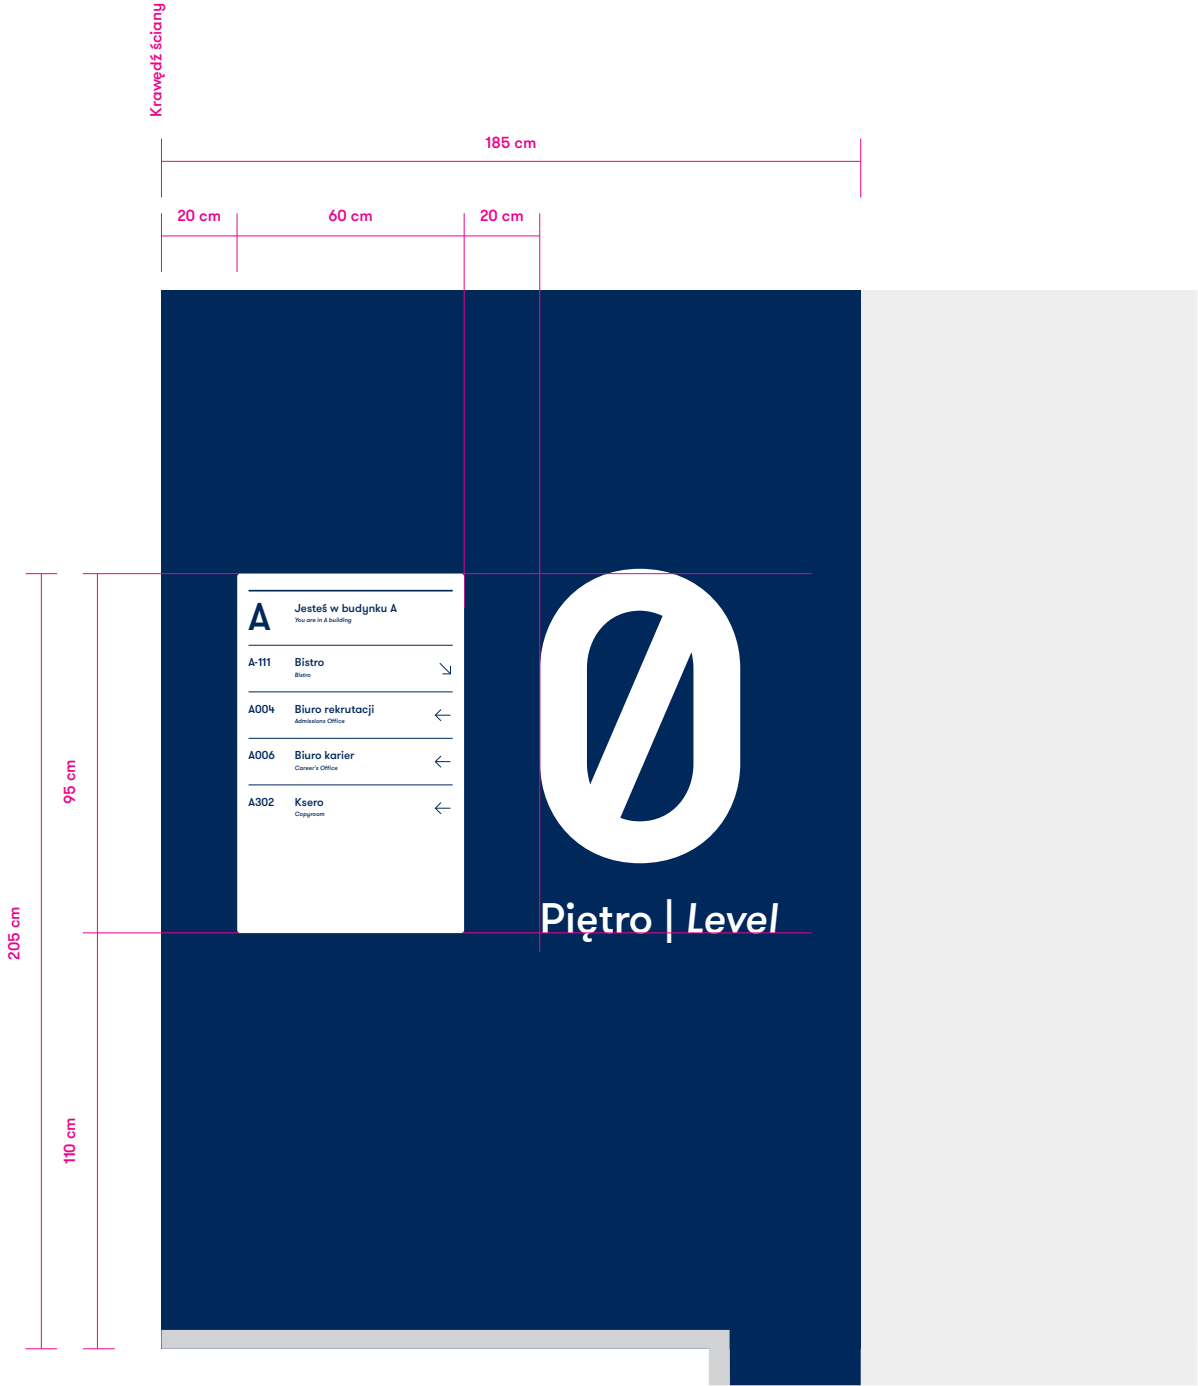 Krawędź ściany
185 cm
20 cm
60 cm
20 cm
A
Jesteś w budynku A
You are in A building
A-111
Bistro
Bistro
A004
Biuro rekrutacji
Admissions Office
A006
Biuro karier
Career's Office
A302
Ksero
Copyroom
0
Piętro | Level
95 cm
205 cm
110 cm